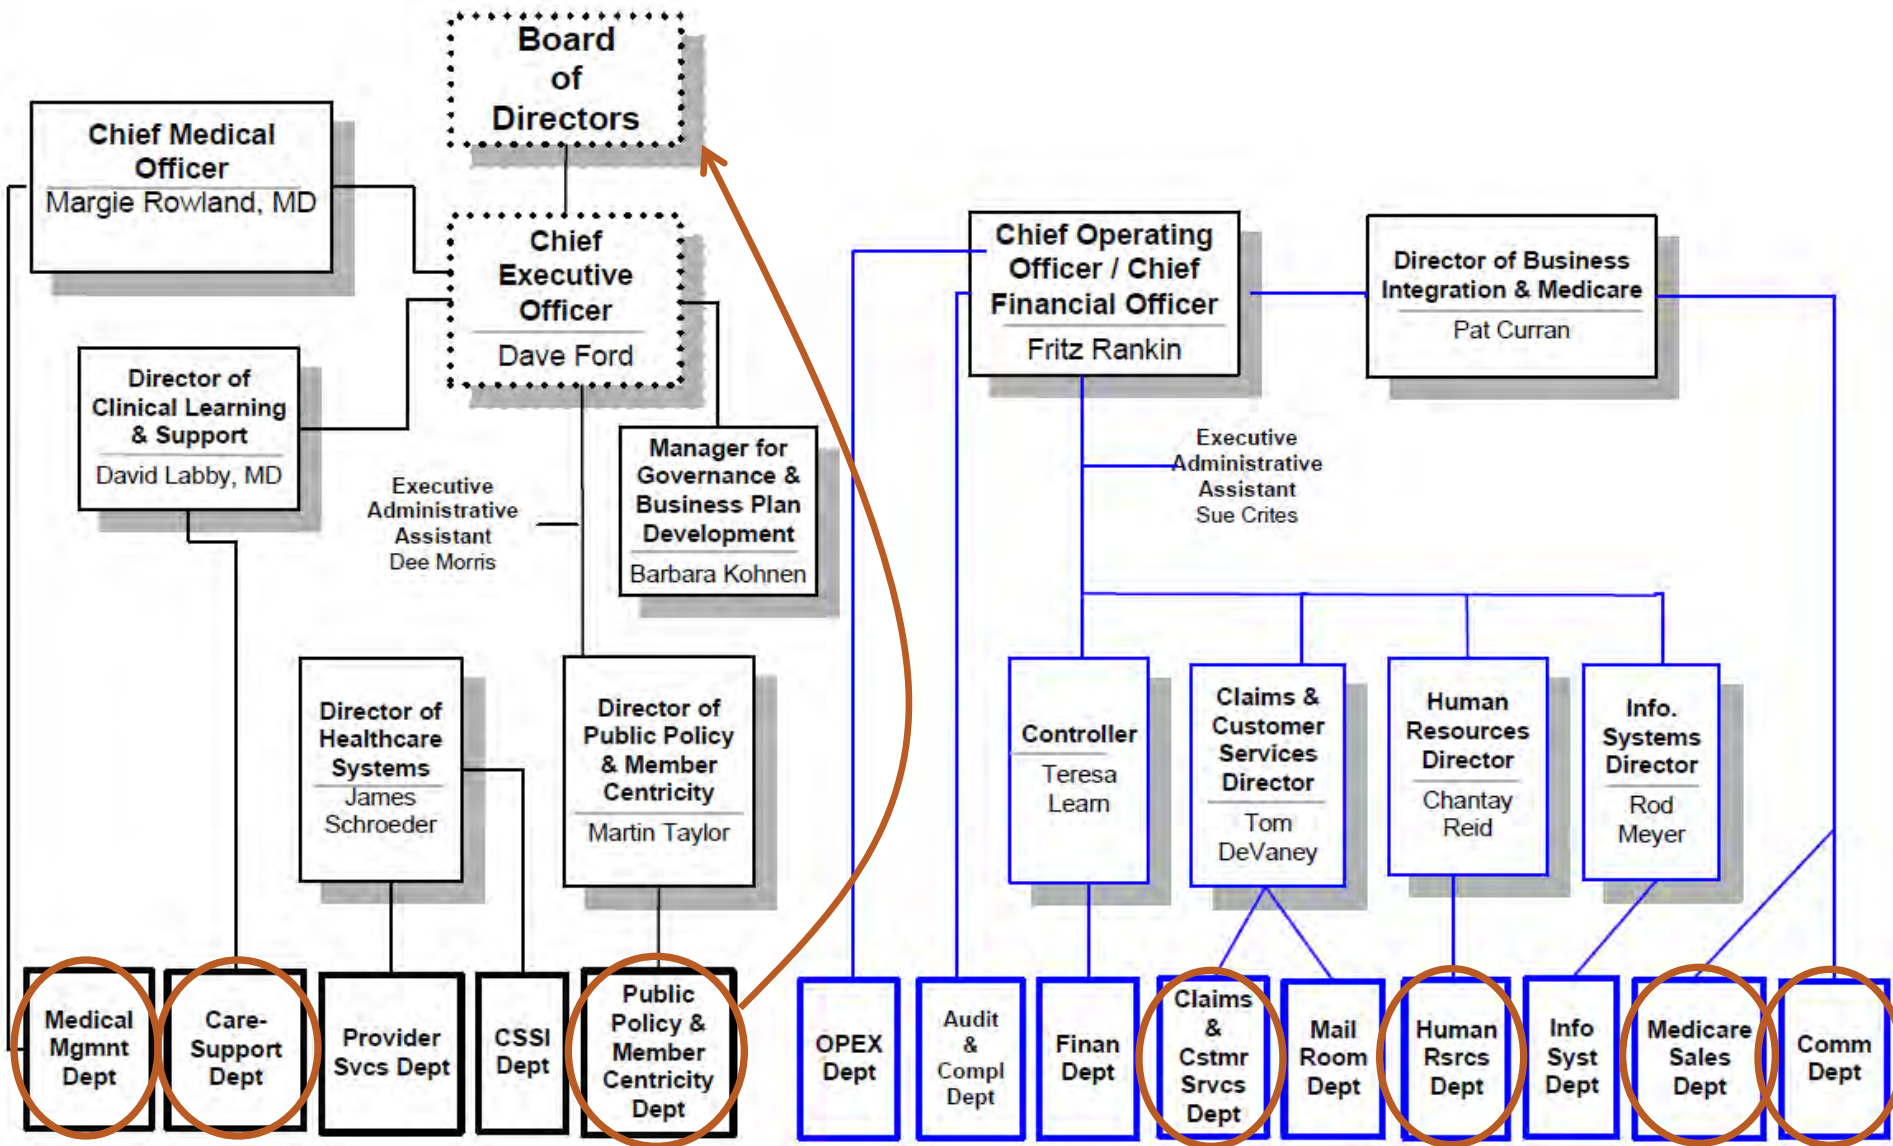 Board
of
Directors
Chief Medical
Officer
Margie Rowland, MD
Chief
Executive
Officer
Dave Ford
Chief Operating
Officer / Chief
Financial Officer
Fritz Rankin
Director of Business
Integration & Medicare
Pat Curran
Director of
Clinical Learning
& Support
David Labby, MD
Executive
Administrative
Assistant
Dee Morris
Manager for
Governance &
Business Plan
Development
Barbara Kohnen
Executive
Administrative
Assistant
Sue Crites
Director of
Healthcare
Systems
James
Schroeder
Director of
Public Policy
& Member
Centricity
Martin Taylor
Controller
Teresa
Learn
Claims &
Customer
Services
Director
Tom
DeVaney
Human
Resources
Director
Chantay
Reid
Info.
Systems
Director
Rod
Meyer
Medical
Mgmnt
Dept
Care-
Support
Dept
Provider
Svcs Dept
CSSI
Dept
Public
Policy &
Member
Centricity
Dept
OPEX
Dept
Audit
&
Compl
Dept
Finan
Dept
Claims
&
Cstmr
Srvcs
Dept
Mail
Room
Dept
Human
Rsrcs
Dept
Info
Syst
Dept
Medicare
Sales
Dept
Comm
Dept